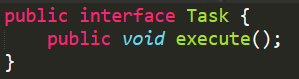 public interface Task {
    public void execute();
}